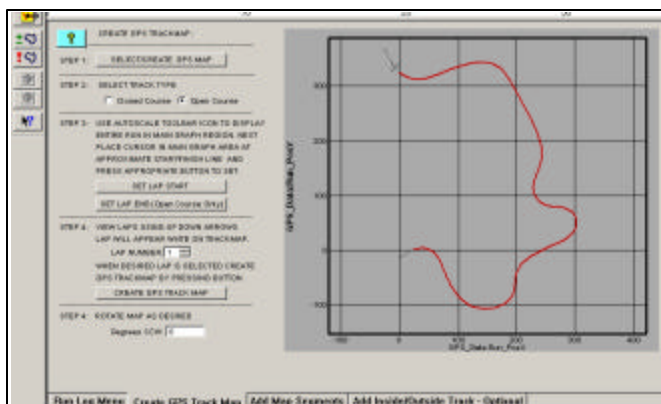 CREATE GPS TRACKMAP:
STEP 1: SELECT/CREATE GPS MAP
STEP 2: SELECT TRACK TYPE
Closed Course Open Course
STEP 3: USE AUTOSCALE TOOLBAR ICON TO DISPLAY
ENTIRE RUN IN MAIN GRAPH REGION. NEXT
PLACE CURSOR IN MAIN GRAPH AREA AT
APPROXIMATE START/FINISH LINE AND
PRESS APPROPRIATE BUTTON TO SET.
SET LAP START
SET LAP END (Open Course Only)
STEP 4: VIEW LAPS USING UP DOWN ARROWS.
LAP WILL APPEAR WHITE ON TRACKMAP.
LAP NUMBER 1
WHEN DESIRED LAP IS SELECTED CREATE
GPS TRACKMAP BY PRESSING BUTTON
CREATE GPS TRACK MAP
STEP 4: ROTATE MAP AS DESIRED
Degrees CCW 0
GPS_Data:Run_PosY
300
200
100
0
-100
-100 0 100 200 300 400
GPS_Data:Run_PosX
Run Log Menu Create GPS Track Map Add Map Segments Add Inside/Outside Track - Optional